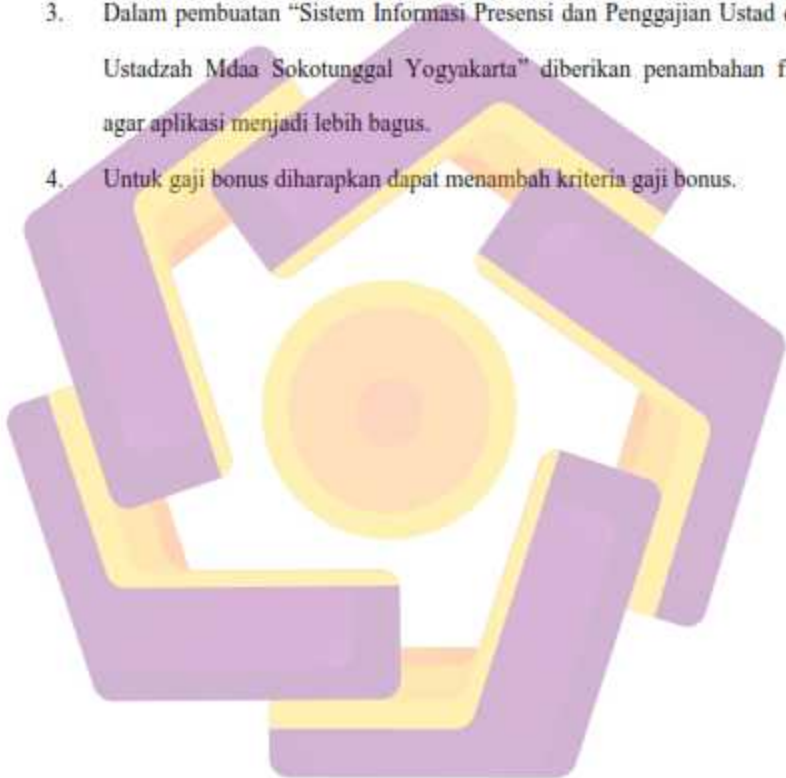 3. Dalam pembuatan “Sistem Informasi Presensi dan Penggajian Ustad
Ustadzah Mdaa Sokotunggal Yogyakarta” diberikan penambahan
agar aplikasi menjadi lebih bagus.
4. Untuk gaji bonus diharapkan dapat menambah kriteria gaji bonus.